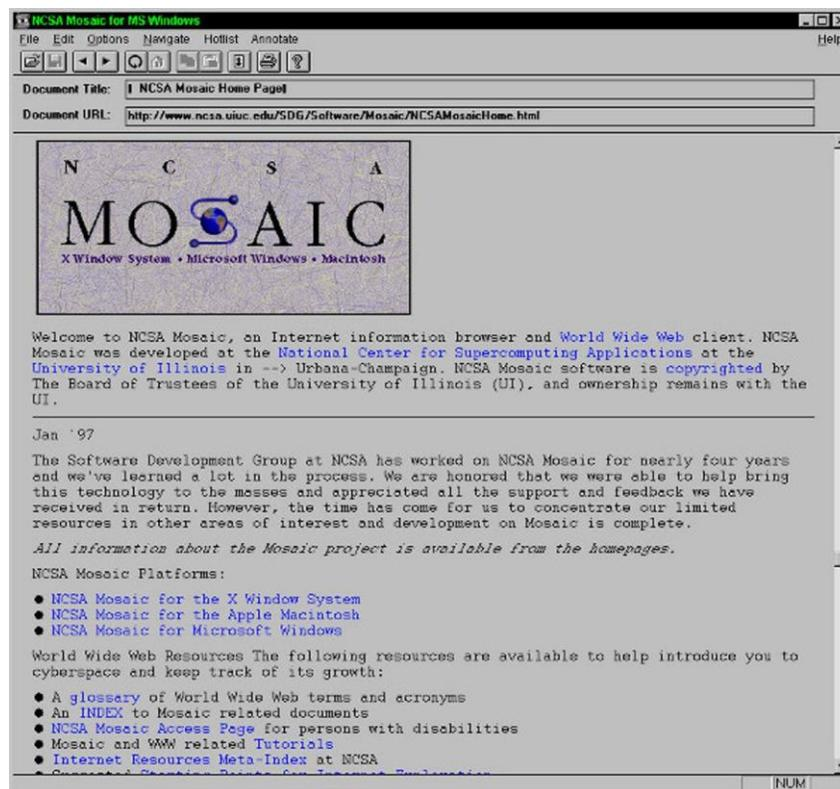 NCSA Mosaic for MS Windows
File Edit Options Navigate Hotlist Annotate Help
Document Title: NCSA Mosaic Home Page
Document URL: http://www.ncsa.uiuc.edu/SDG/Software/Mosaic/NCSAMosaicHome.html
N C S A
MOSAIC
X Window System • Microsoft Windows • Macintosh
Welcome to NCSA Mosaic, an Internet information browser and World Wide Web client. NCSA
Mosaic was developed at the National Center for Supercomputing Applications at the
University of Illinois in --> Urbana-Champaign. NCSA Mosaic software is copyrighted by
The Board of Trustees of the University of Illinois (UI), and ownership remains with the
UI.
Jan '97
The Software Development Group at NCSA has worked on NCSA Mosaic for nearly four years
and we've learned a lot in the process. We are honored that we were able to help bring
this technology to the masses and appreciated all the support and feedback we have
received in return. However, the time has come for us to concentrate our limited
resources in other areas of interest and development on Mosaic is complete.
All information about the Mosaic project is available from the homepages.
NCSA Mosaic Platforms:
● NCSA Mosaic for the X Window System
● NCSA Mosaic for the Apple Macintosh
● NCSA Mosaic for Microsoft Windows
World Wide Web Resources The following resources are available to help introduce you to
cyberspace and keep track of its growth:
● A glossary of World Wide Web terms and acronyms
● An INDEX to Mosaic related documents
● NCSA Mosaic Access Page for persons with disabilities
● Mosaic and WWW related Tutorials
● Internet Resources Meta-Index at NCSA
● Starting Points for Internet Exploration
NUM